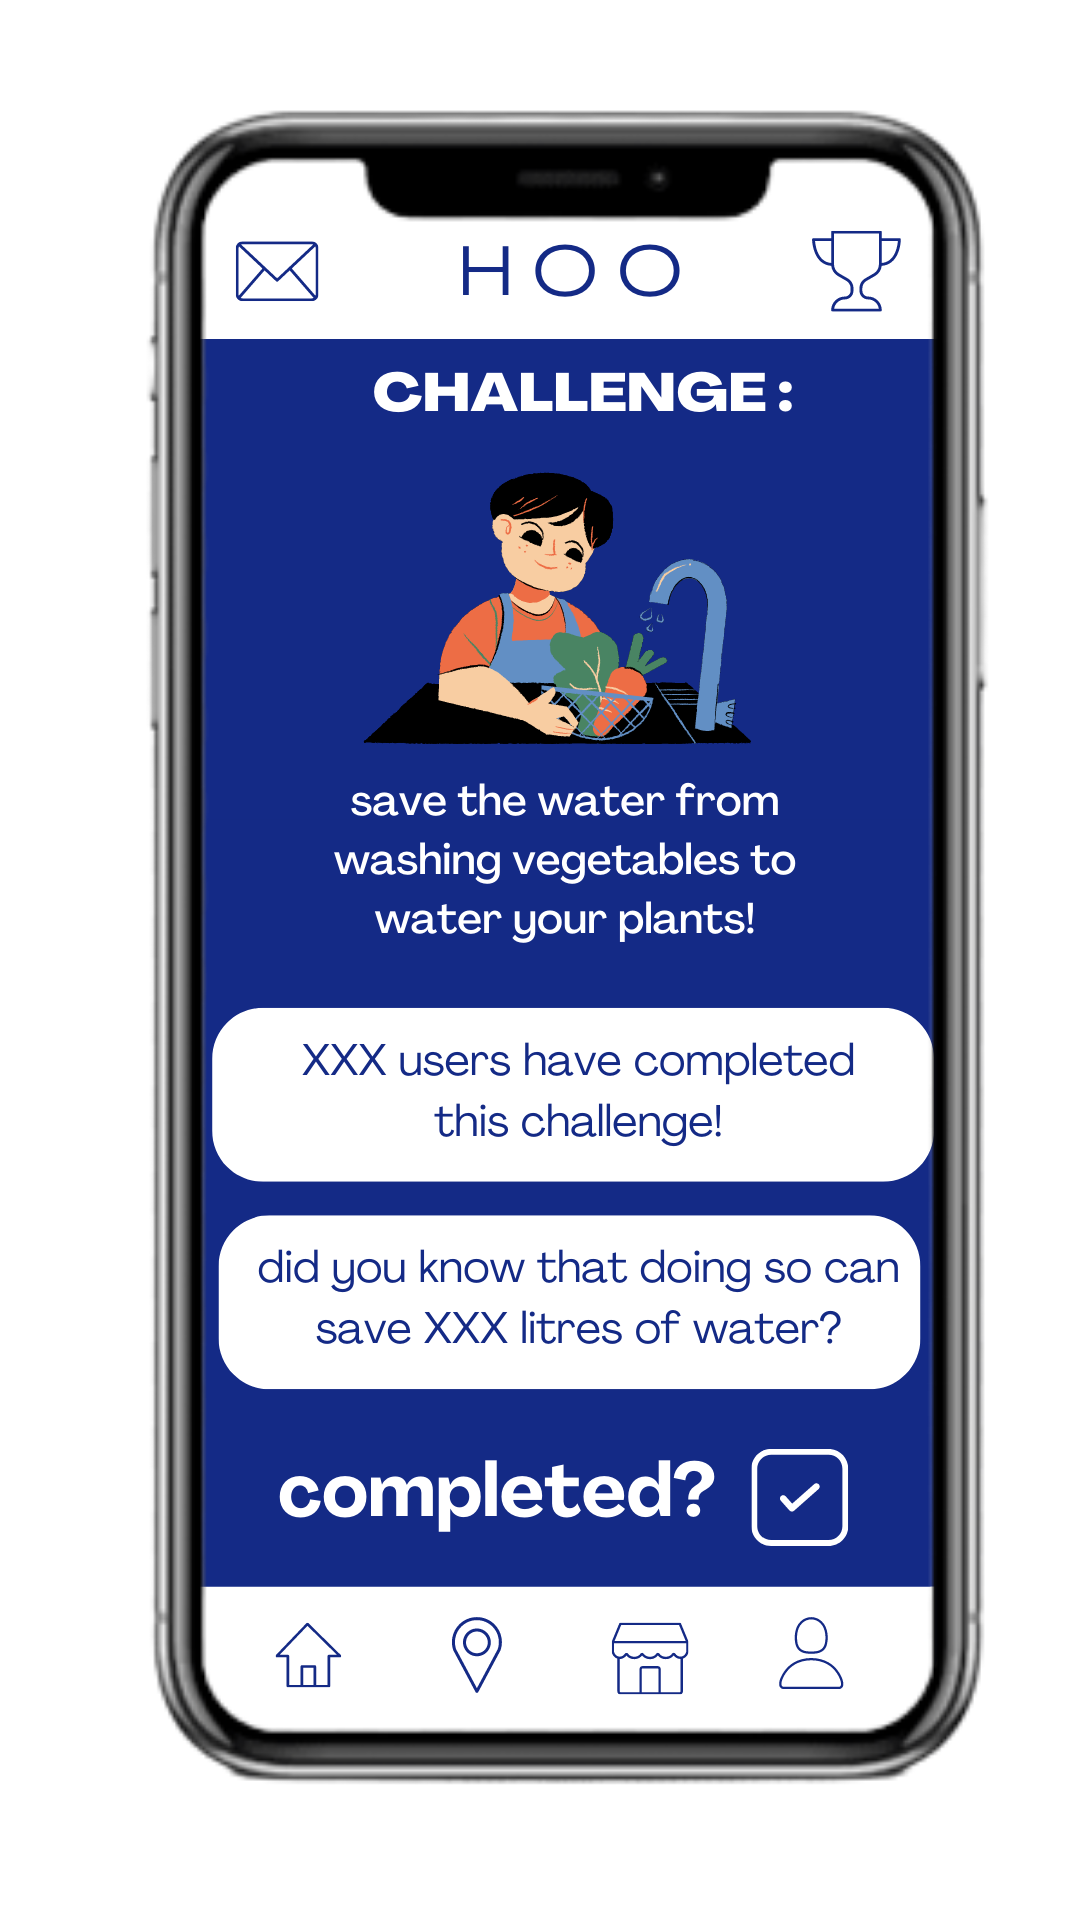 HOO
CHALLENGE:
save the water from
washing vegetables to
water your plants!
XXX users have completed
this challenge!
did you know that doing so can
save XXX litres of water?
completed?